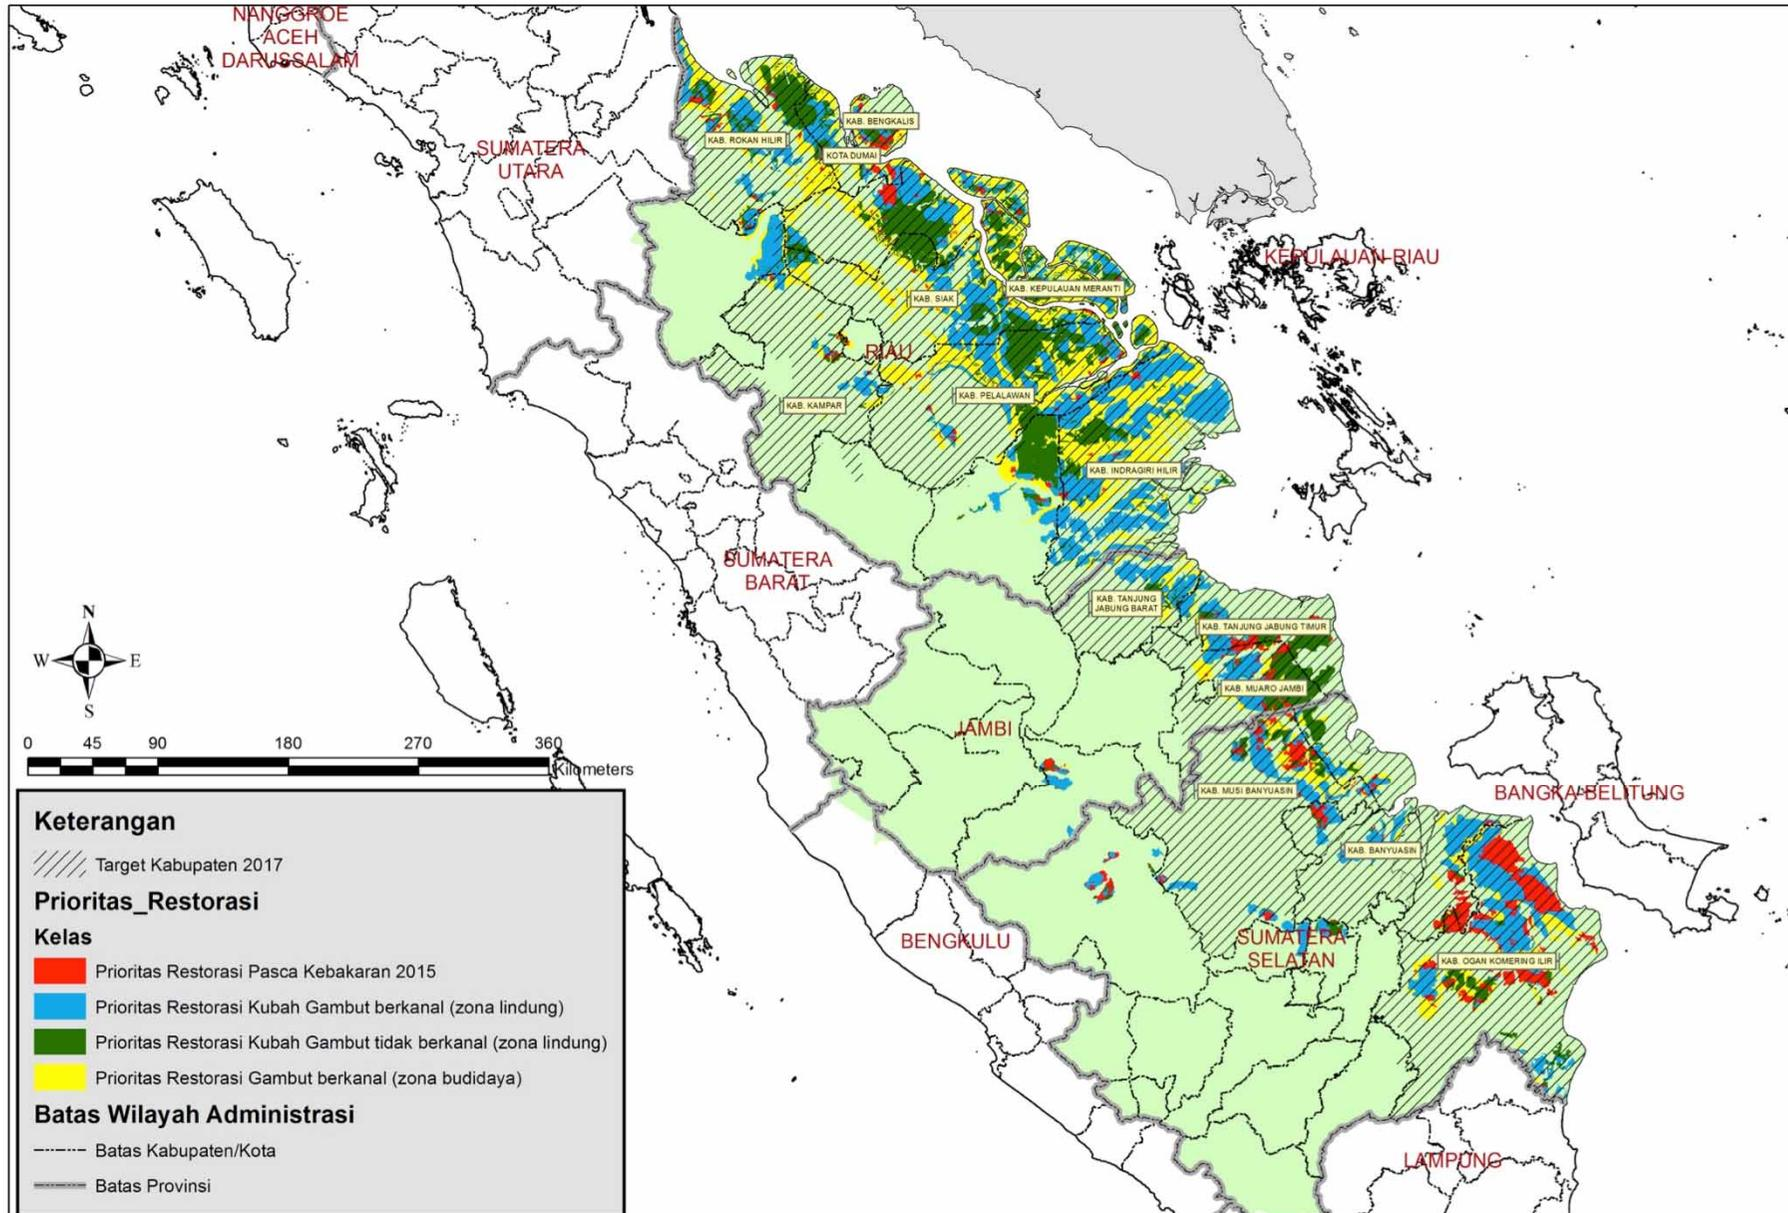 NANGGROE
ACEH
DARUSSALAM
SUMATERA
UTARA
KAB. ROKAN HILIR
KAB. BENGKALIS
KOTA DUMAI
KEPULAUAN RIAU
KAB. KEPULAUAN MERANTI
KAB. SIAK
RIAU
KAB. PELALAWAN
KAB. KAMPAR
KAB. INDRAGIRI HILIR
SUMATERA
BARAT
KAB. TANJUNG
JABUNG BARAT
KAB. TANJUNG JABUNG TIMUR
KAB. MUARO JAMBI
JAMBI
KAB. MUSI BANYUASIN
BANGKA-BELITUNG
KAB. BANYUASIN
BENGKULU
SUMATERA
SELATAN
KAB. OGAN KOMERING ILIR
LAMPUNG
N
W
E
S
0 45 90 180 270 360
Kilometers
Keterangan
Target Kabupaten 2017
Prioritas_Restorasi
Kelas
Prioritas Restorasi Pasca Kebakaran 2015
Prioritas Restorasi Kubah Gambut berkanal (zona lindung)
Prioritas Restorasi Kubah Gambut tidak berkanal (zona lindung)
Prioritas Restorasi Gambut berkanal (zona budidaya)
Batas Wilayah Administrasi
Batas Kabupaten/Kota
Batas Provinsi